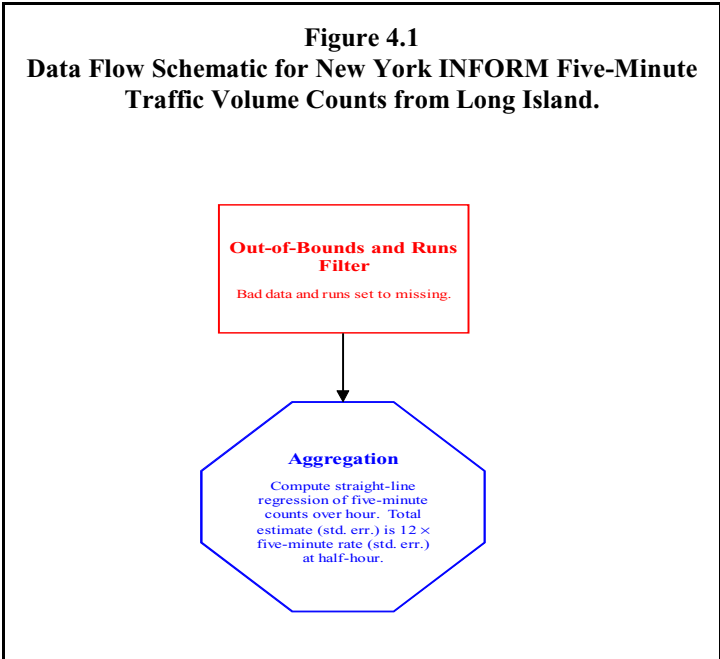 Figure 4.1
Data Flow Schematic for New York INFORM Five-Minute
Traffic Volume Counts from Long Island.
Out-of-Bounds and Runs
Filter
Bad data and runs set to missing.
Aggregation
Compute straight-line
regression of five-minute
counts over hour. Total
estimate (std. err.) is 12 ×
five-minute rate (std. err.)
at half-hour.